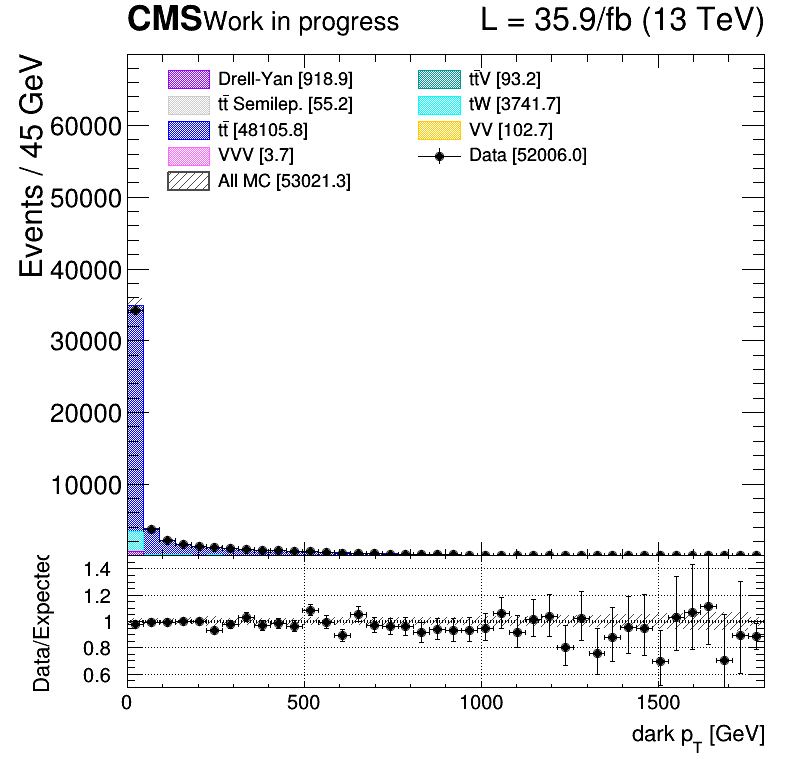 CMS Work in progress L = 35.9/fb (13 TeV)
Events / 45 GeV
Drell-Yan [918.9]
tt̄ Semilep. [55.2]
tt̄ [48105.8]
VVV [3.7]
All MC [53021.3]
tt̄V [93.2]
tW [3741.7]
VV [102.7]
Data [52006.0]
60000
50000
40000
30000
20000
10000
Data/Expected
1.4
1.2
1
0.8
0.6
0 500 1000 1500
dark p_T [GeV]